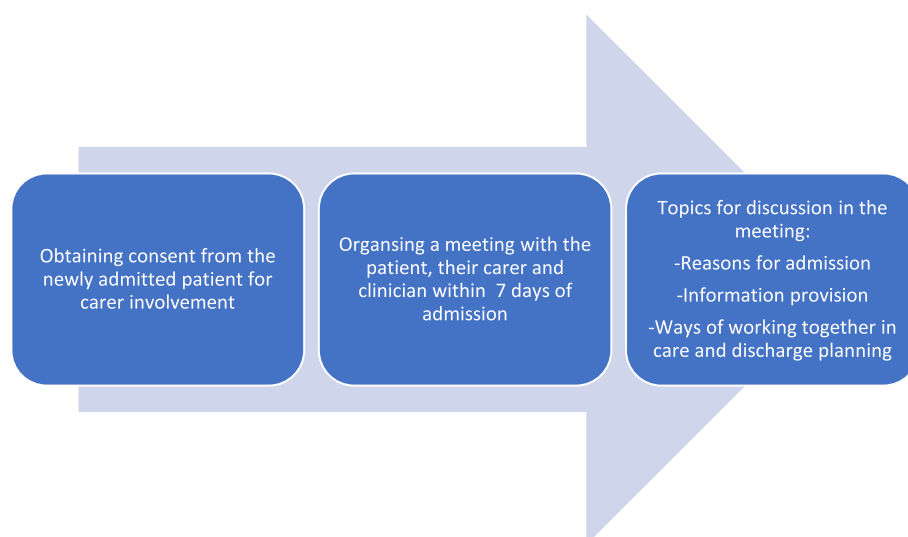 Obtaining consent from the
newly admitted patient for
carer involvement
Organsing a meeting with the
patient, their carer and
clinician within  7 days of
admission
Topics for discussion in the
meeting:
-Reasons for admission
-Information provision
-Ways of working together in
care and discharge planning